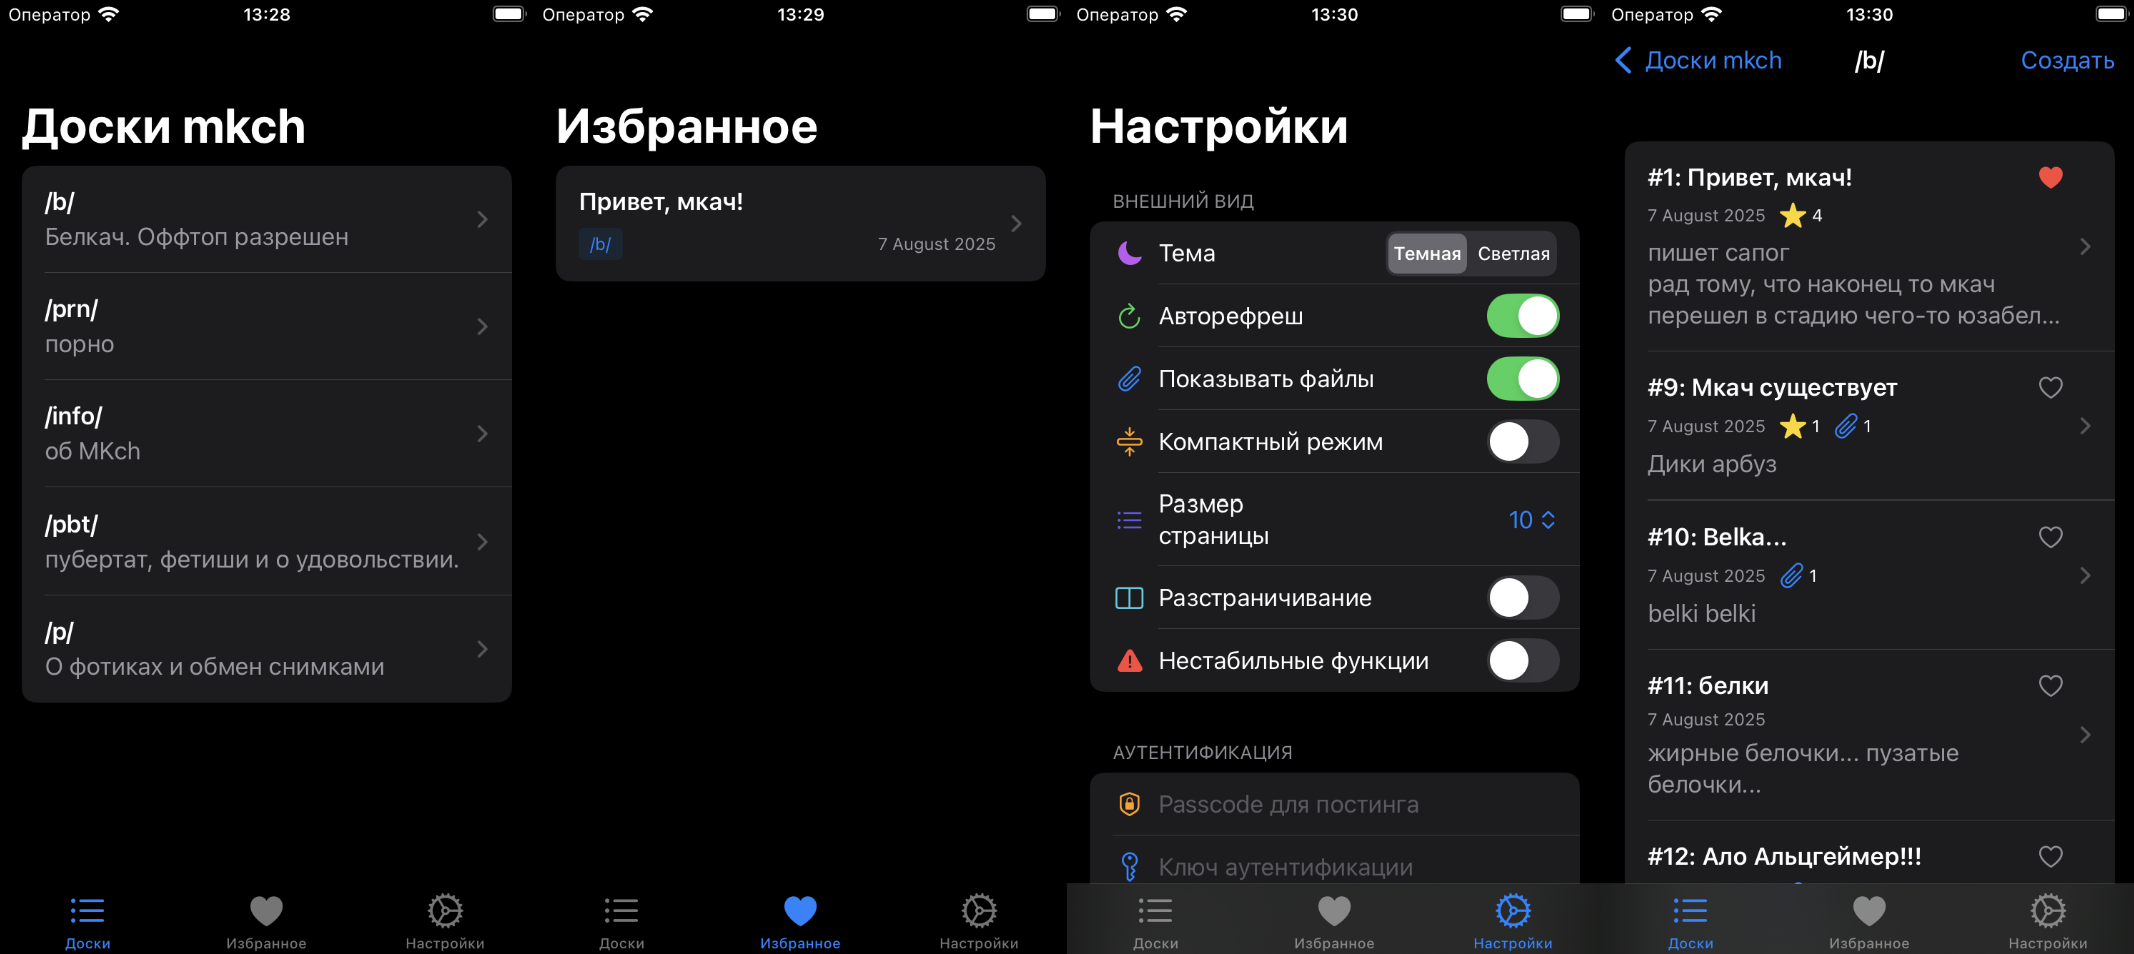 Оператор 13:28
Доски mkch
/b/
Белкач. Оффтоп разрешен
/prn/
порно
/info/
об MKch
/pbt/
пубертат, фетиши и о удовольствии.
/p/
О фотиках и обмен снимками
Доски Избранное Настройки
Оператор 13:29
Избранное
Привет, мкач!
/b/ 7 August 2025
Доски Избранное Настройки
Оператор 13:30
Настройки
ВНЕШНИЙ ВИД
Тема Темная Светлая
Авторефреш
Показывать файлы
Компактный режим
Размер
страницы
10
Разстраничивание
Нестабильные функции
АУТЕНТИФИКАЦИЯ
Passcode для постинга
Ключ аутентификации
Доски Избранное Настройки
Оператор 13:30
Доски mkch /b/ Создать
#1: Привет, мкач!
7 August 2025 4
пишет сапог
рад тому, что наконец то мкач
перешел в стадию чего-то юзабел...
#9: Мкач существует
7 August 2025 1 1
Дики арбуз
#10: Belka...
7 August 2025 1
belki belki
#11: белки
7 August 2025
жирные белочки... пузатые
белочки...
#12: Ало Альцгеймер!!!
Доски Избранное Настройки